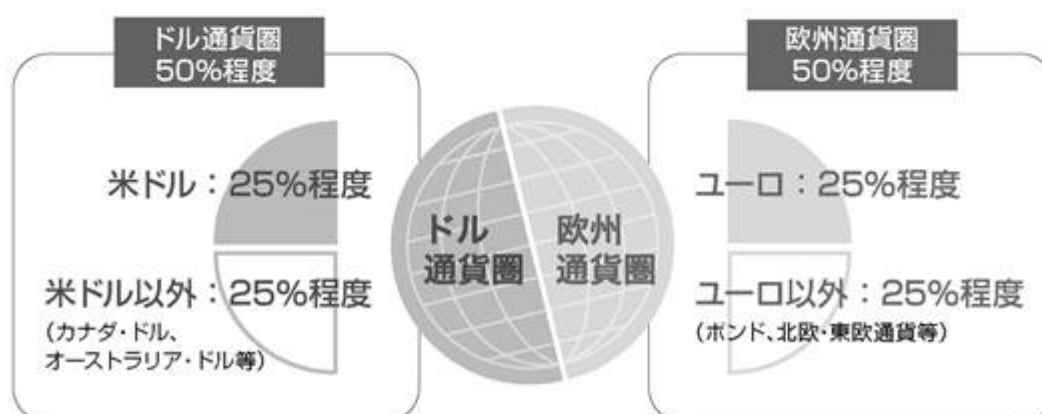 ドル通貨圏
50%程度
米ドル：25%程度
米ドル以外：25%程度
(カナダ・ドル、
オーストラリア・ドル等)
ドル
通貨圏
欧州
通貨圏
欧州通貨圏
50%程度
ユーロ：25%程度
ユーロ以外：25%程度
(ポンド、北欧・東欧通貨等)